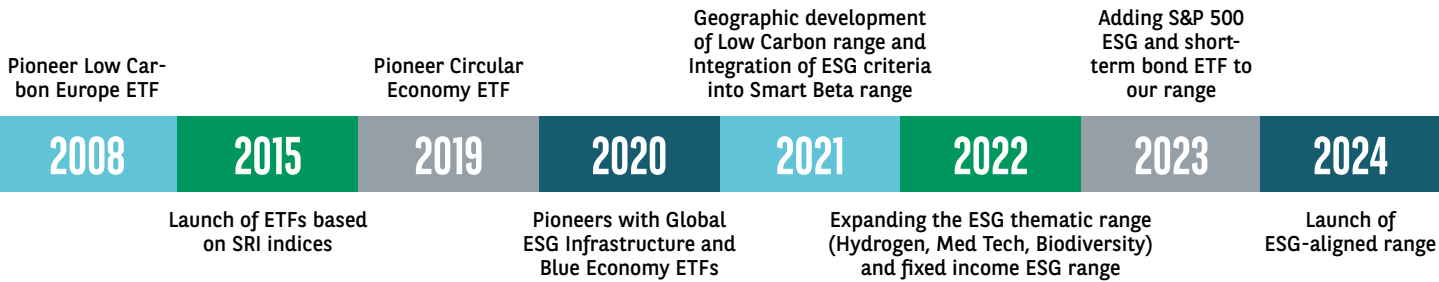 Pioneer Low Car-
bon Europe ETF
Pioneer Circular
Economy ETF
Geographic development
of Low Carbon range and
Integration of ESG criteria
into Smart Beta range
Adding S&P 500
ESG and short-
term bond ETF to
our range
2008
2015
2019
2020
2021
2022
2023
2024
Launch of ETFs based
on SRI indices
Pioneers with Global
ESG Infrastructure and
Blue Economy ETFs
Expanding the ESG thematic range
(Hydrogen, Med Tech, Biodiversity)
and fixed income ESG range
Launch of
ESG-aligned range